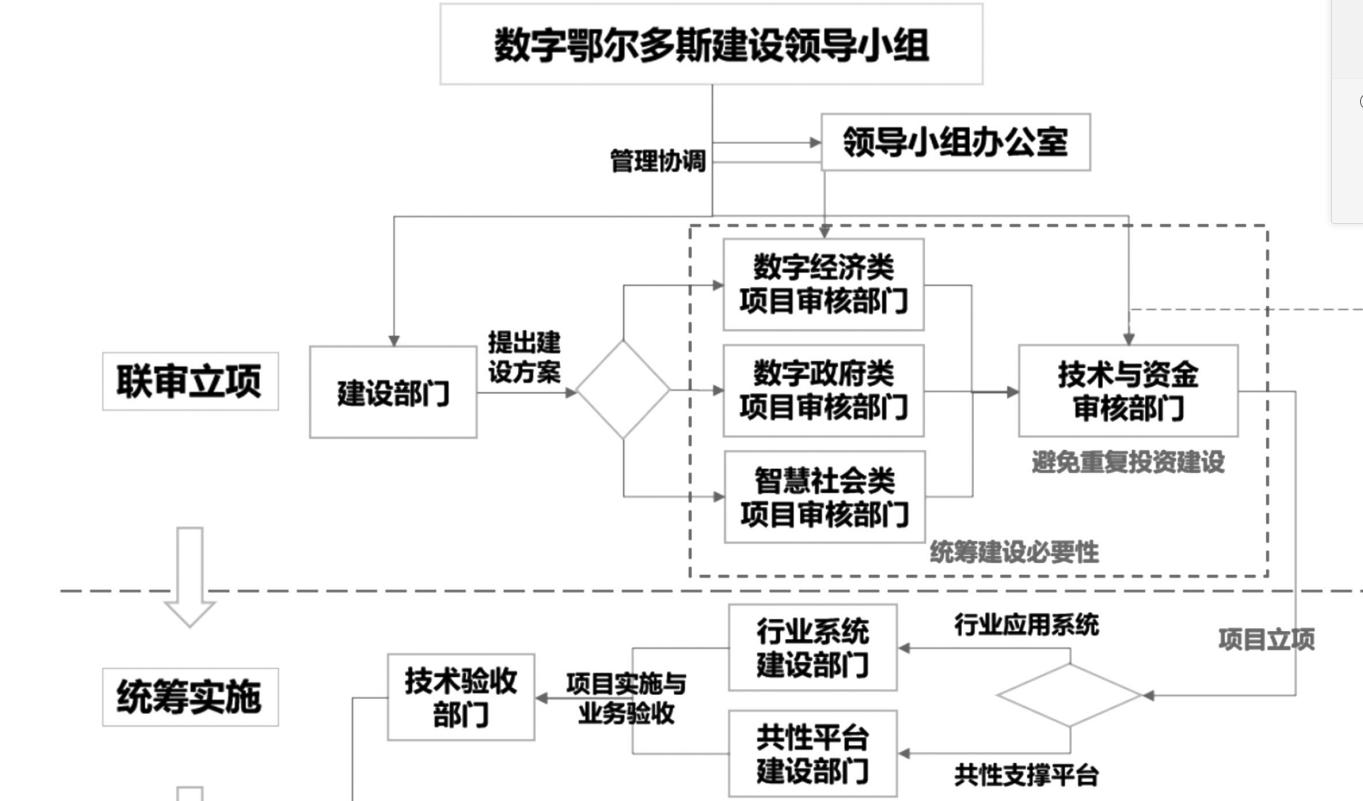 数字鄂尔多斯建设领导小组
领导小组办公室
管理协调
数字经济类
项目审核部门
提出建
设方案
联审立项
建设部门
数字政府类
项目审核部门
技术与资金
审核部门
避免重复投资建设
智慧社会类
项目审核部门
统筹建设必要性
行业系统
建设部门
行业应用系统
项目立项
统筹实施
技术验收
部门
项目实施与
业务验收
共性平台
建设部门
共性支撑平台